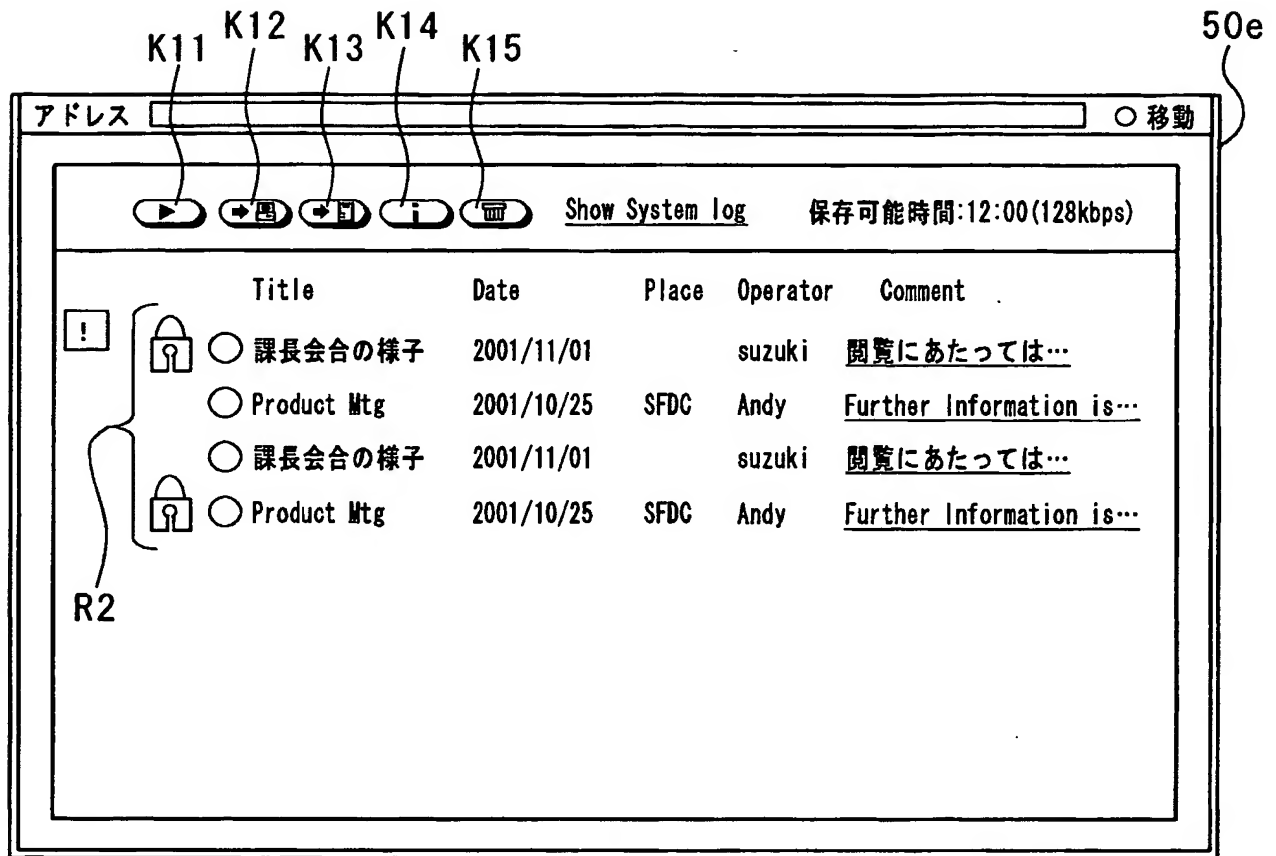 K11 K12 K13 K14 K15 50e
アドレス ○ 移動
i Show System log 保存可能時間:12:00(128kbps)
Title Date Place Operator Comment
!
課長会合の様子 2001/11/01 suzuki 閲覧にあたっては…
Product Mtg 2001/10/25 SFDC Andy Further Information is…
課長会合の様子 2001/11/01 suzuki 閲覧にあたっては…
Product Mtg 2001/10/25 SFDC Andy Further Information is…
R2